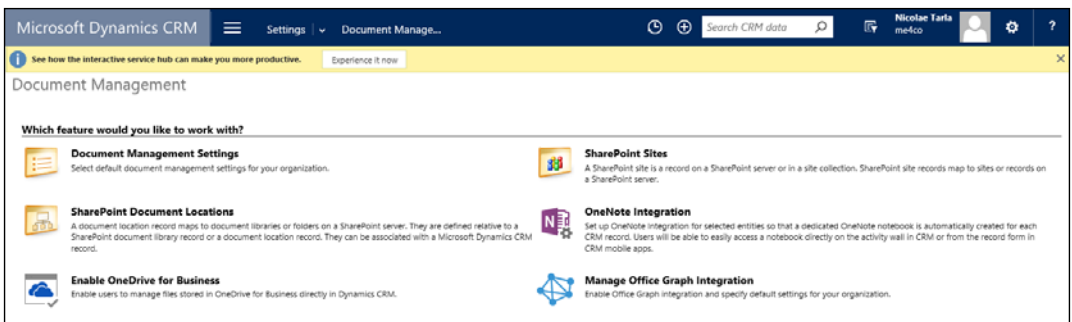 Microsoft Dynamics CRM
Settings
Document Manage...
Search CRM data
Nicolae Tarla
me4co
?
See how the interactive service hub can make you more productive.
Experience it now
Document Management
Which feature would you like to work with?
Document Management Settings
Select default document management settings for your organization.
SharePoint Sites
A SharePoint site is a record on a SharePoint server or in a site collection. SharePoint site records map to sites or records on
a SharePoint server.
SharePoint Document Locations
A document location record maps to document libraries or folders on a SharePoint server. They are defined relative to a
SharePoint document library record or a document location record. They can be associated with a Microsoft Dynamics CRM
record.
OneNote Integration
Set up OneNote Integration for selected entities so that a dedicated OneNote notebook is automatically created for each
CRM record. Users will be able to easily access a notebook directly on the activity wall in CRM or from the record form in
CRM mobile apps.
Enable OneDrive for Business
Enable users to manage files stored in OneDrive for Business directly in Dynamics CRM.
Manage Office Graph Integration
Enable Office Graph integration and specify default settings for your organization.